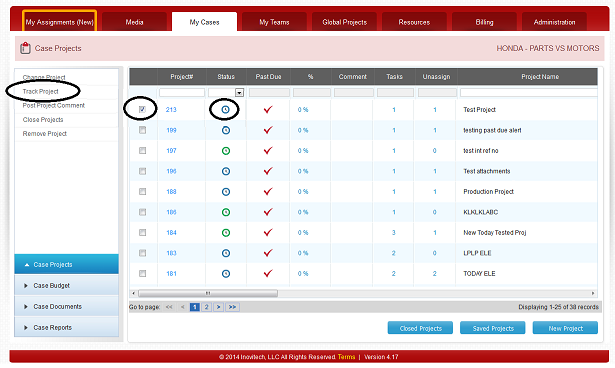 My Assignments (New) Media My Cases My Teams Global Projects Resources Billing Administration
Case Projects HONDA - PARTS VS MOTORS
Change Project
Track Project
Post Project Comment
Close Projects
Remove Project
Case Projects
Case Budget
Case Documents
Case Reports
Project# Status Past Due % Comment Tasks Unassign Project Name
213 0 % 1 1 Test Project
199 0 % 1 1 testing past due alert
197 0 % 1 0 test int ref no
196 0 % 1 1 Test attachments
188 0 % 1 1 Production Project
186 0 % 1 0 KLKLKLABC
184 0 % 3 1 New Today Tested Proj
183 0 % 2 0 LPLP ELE
181 0 % 2 2 TODAY ELE
Go to page: << < 1 2 > >> Displaying 1-25 of 38 records
Closed Projects Saved Projects New Project
© 2014 Inovitech, LLC All Rights Reserved. Terms | Version 4.17